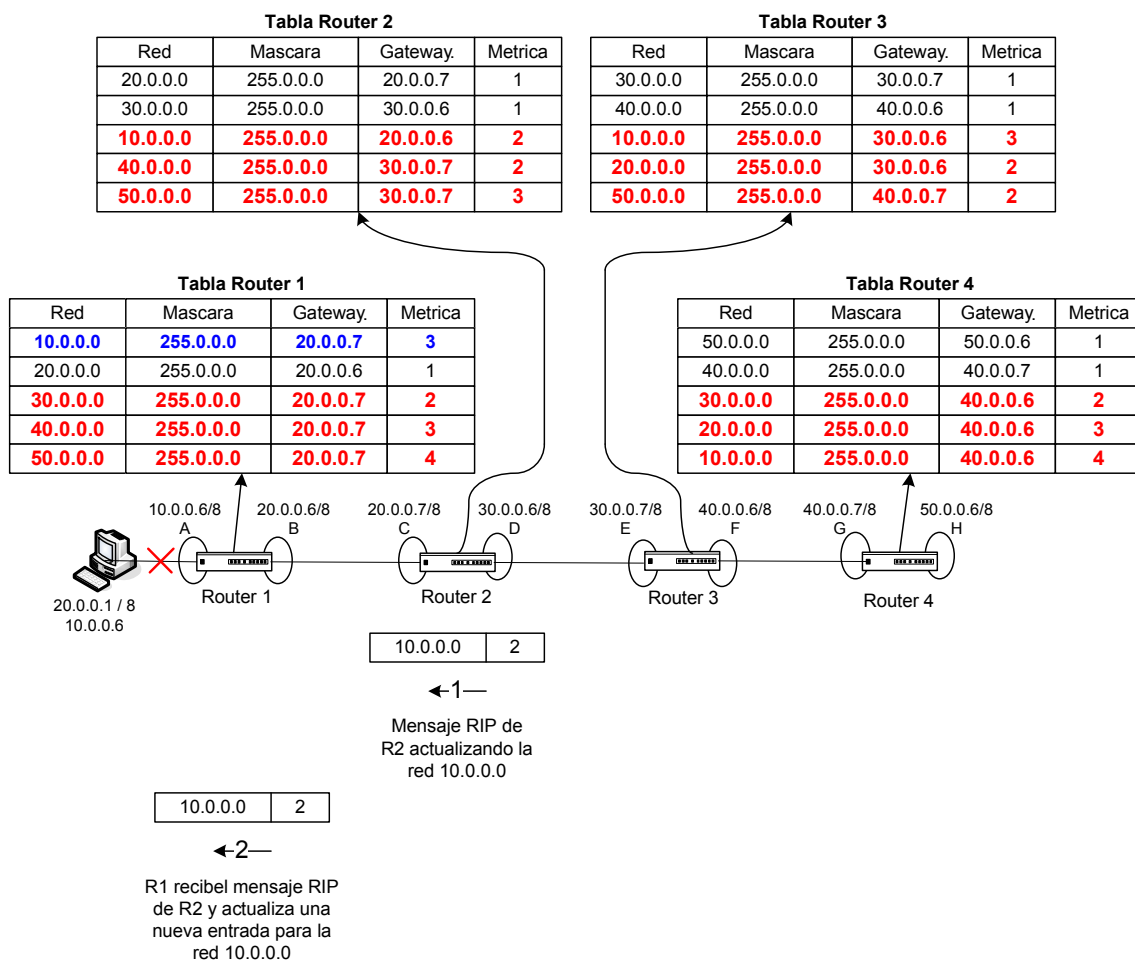 Tabla Router 2
Red Mascara Gateway. Metrica
20.0.0.0 255.0.0.0 20.0.0.7 1
30.0.0.0 255.0.0.0 30.0.0.6 1
10.0.0.0 255.0.0.0 20.0.0.6 2
40.0.0.0 255.0.0.0 30.0.0.7 2
50.0.0.0 255.0.0.0 30.0.0.7 3
Tabla Router 3
Red Mascara Gateway. Metrica
30.0.0.0 255.0.0.0 30.0.0.7 1
40.0.0.0 255.0.0.0 40.0.0.6 1
10.0.0.0 255.0.0.0 30.0.0.6 3
20.0.0.0 255.0.0.0 30.0.0.6 2
50.0.0.0 255.0.0.0 40.0.0.7 2
Tabla Router 1
Red Mascara Gateway. Metrica
10.0.0.0 255.0.0.0 20.0.0.7 3
20.0.0.0 255.0.0.0 20.0.0.6 1
30.0.0.0 255.0.0.0 20.0.0.7 2
40.0.0.0 255.0.0.0 20.0.0.7 3
50.0.0.0 255.0.0.0 20.0.0.7 4
Tabla Router 4
Red Mascara Gateway. Metrica
50.0.0.0 255.0.0.0 50.0.0.6 1
40.0.0.0 255.0.0.0 40.0.0.7 1
30.0.0.0 255.0.0.0 40.0.0.6 2
20.0.0.0 255.0.0.0 40.0.0.6 3
10.0.0.0 255.0.0.0 40.0.0.6 4
10.0.0.6/8 20.0.0.6/8 20.0.0.7/8 30.0.0.6/8 30.0.0.7/8 40.0.0.6/8 40.0.0.7/8 50.0.0.6/8
A B C D E F G H
Router 1 Router 2 Router 3 Router 4
20.0.0.1 / 8
10.0.0.6
10.0.0.0 2
1
Mensaje RIP de
R2 actualizando la
red 10.0.0.0
10.0.0.0 2
2
R1 recibel mensaje RIP
de R2 y actualiza una
nueva entrada para la
red 10.0.0.0